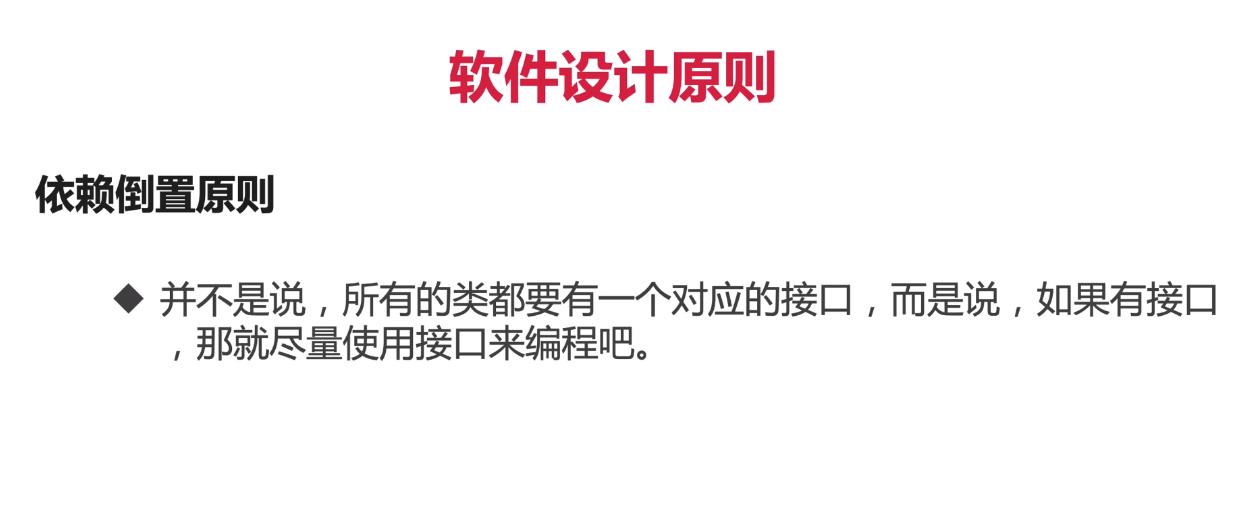 软件设计原则
依赖倒置原则
◆ 并不是说，所有的类都要有一个对应的接口，而是说，如果有接口
，那就尽量使用接口来编程吧。